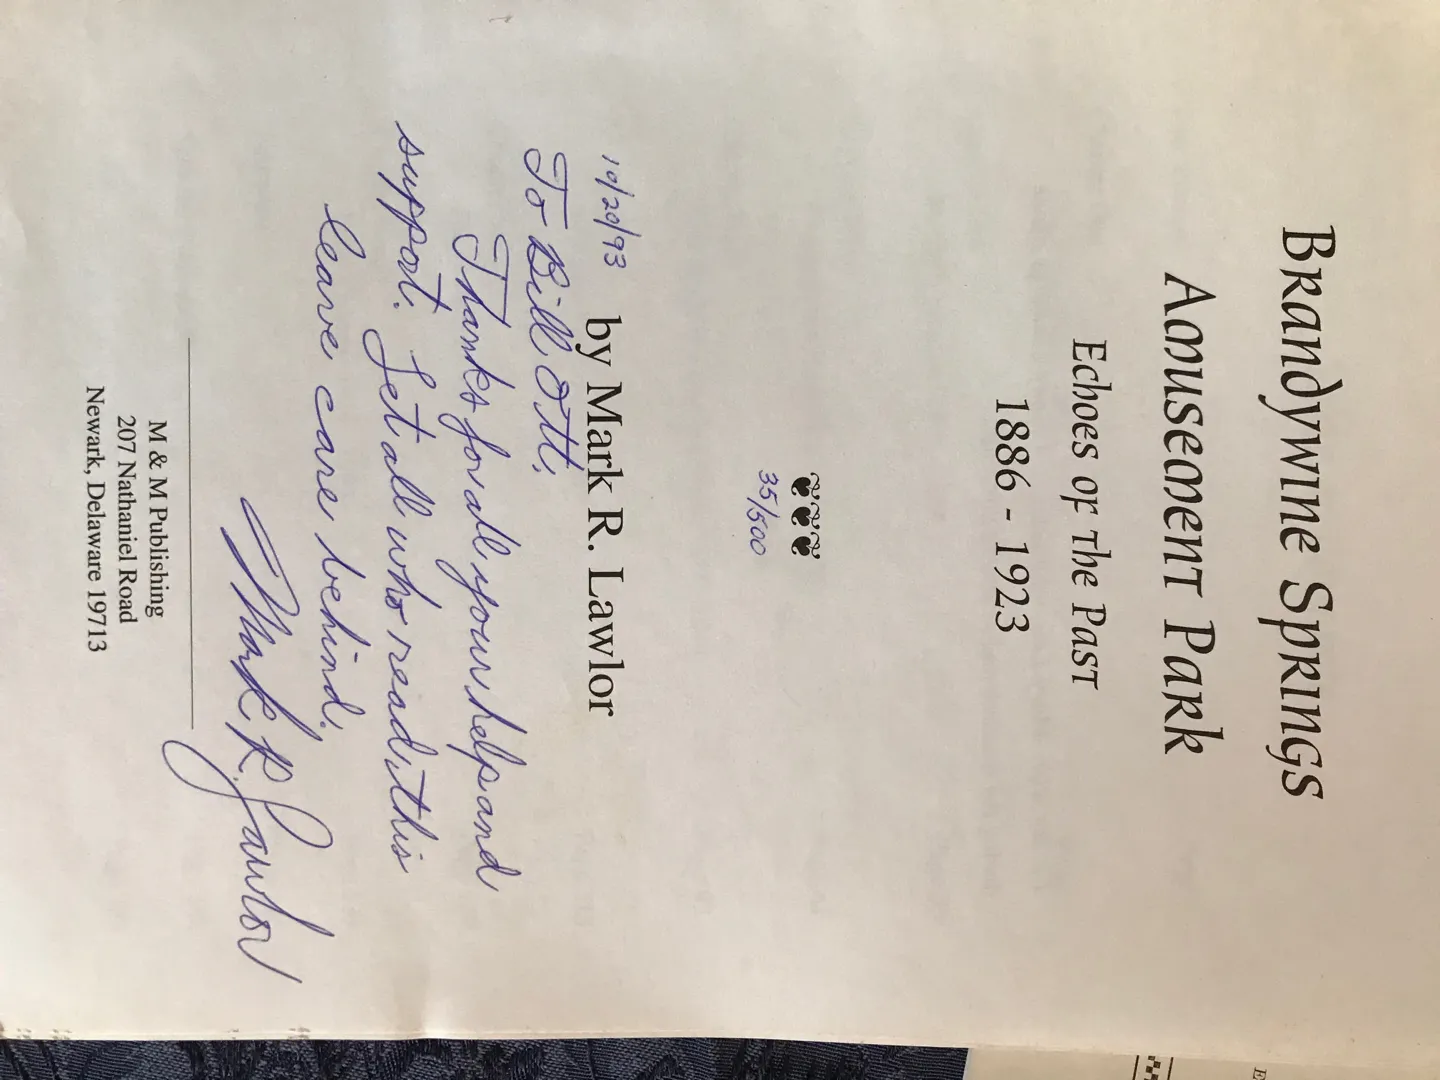 Brandywine Springs
Amusement Park
Echoes of The Past
1886 - 1923
35/500
10/20/93 by Mark R. Lawlor
To Bill Ott,
Thanks for all your help and
support. Let all who read this
leave care behind.
Mark R. Lawlor
M & M Publishing
207 Nathaniel Road
Newark, Delaware 19713